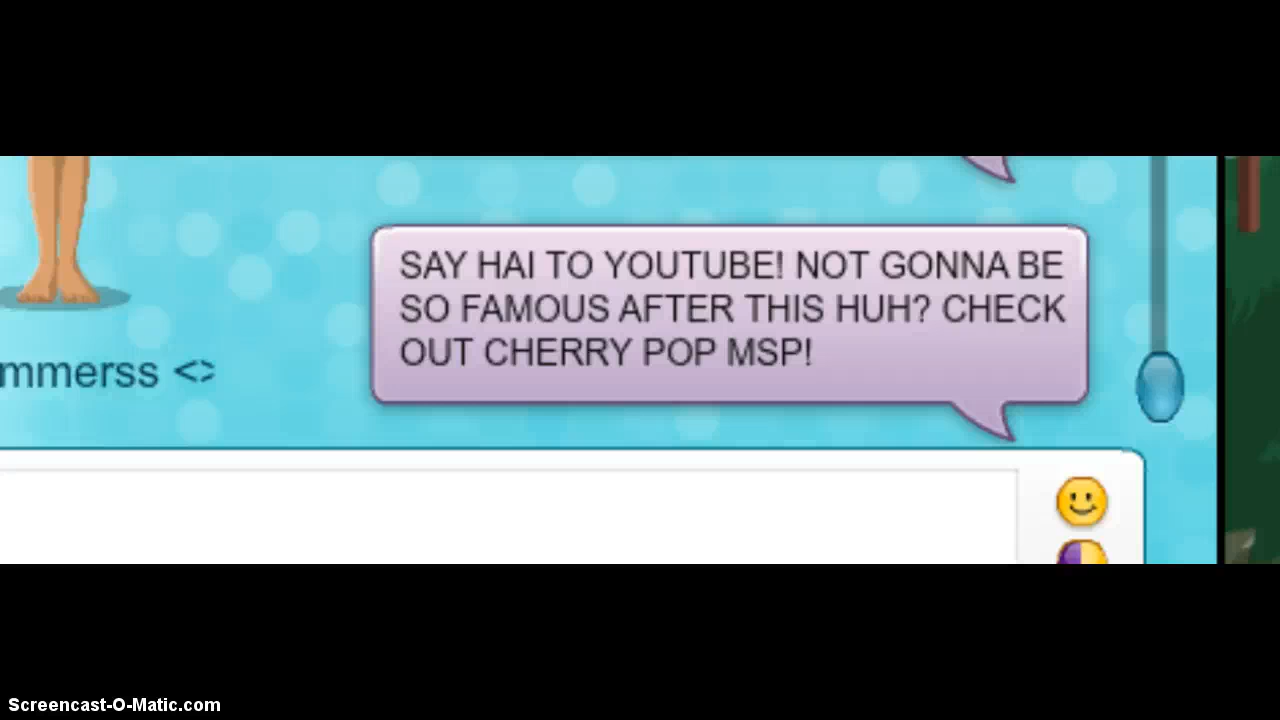 SAY HAI TO YOUTUBE! NOT GONNA BE
SO FAMOUS AFTER THIS HUH? CHECK
OUT CHERRY POP MSP!
mmerss <>
Screencast-O-Matic.com